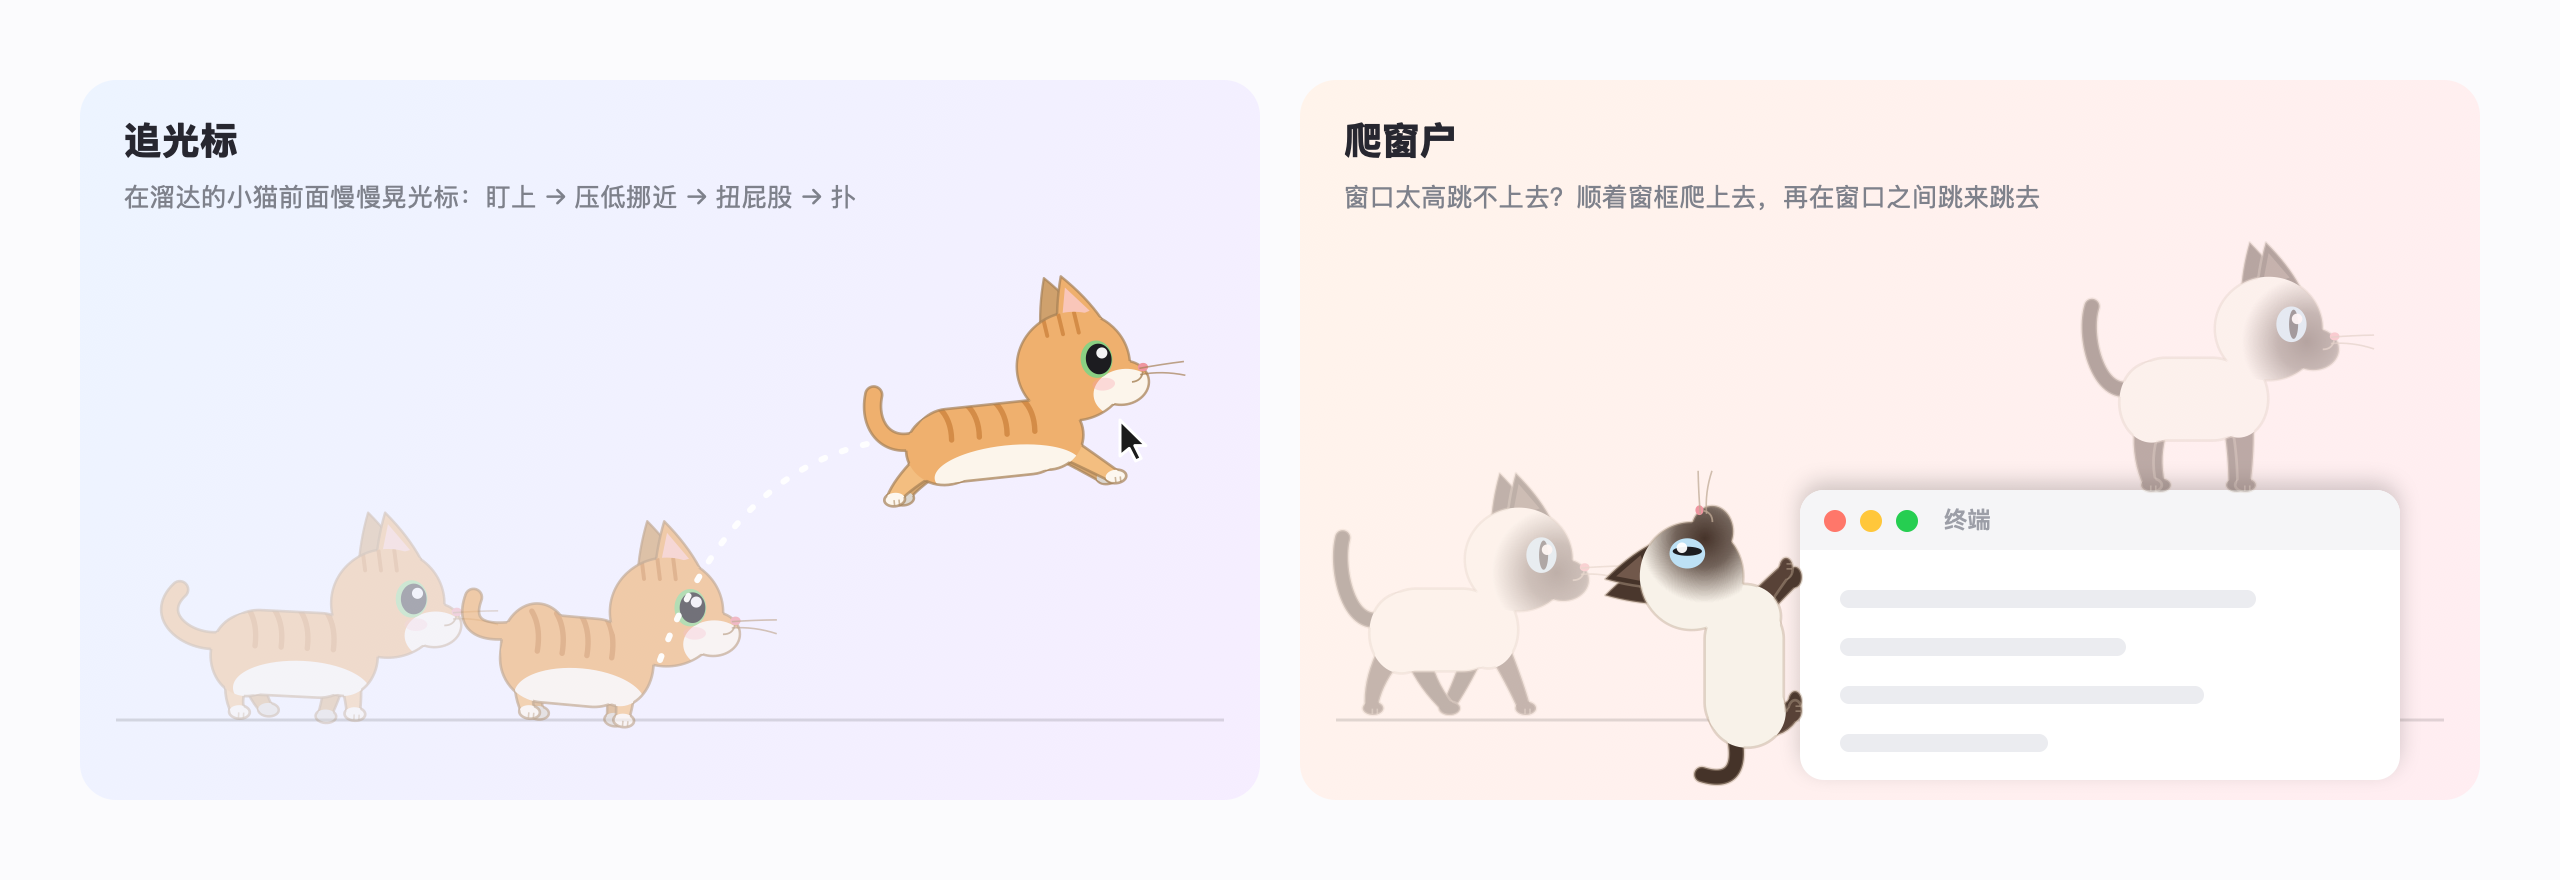 追光标
在溜达的小猫前面慢慢晃光标：盯上 → 压低挪近 → 扭屁股 → 扑
爬窗户
窗口太高跳不上去？顺着窗框爬上去，再在窗口之间跳来跳去
终端